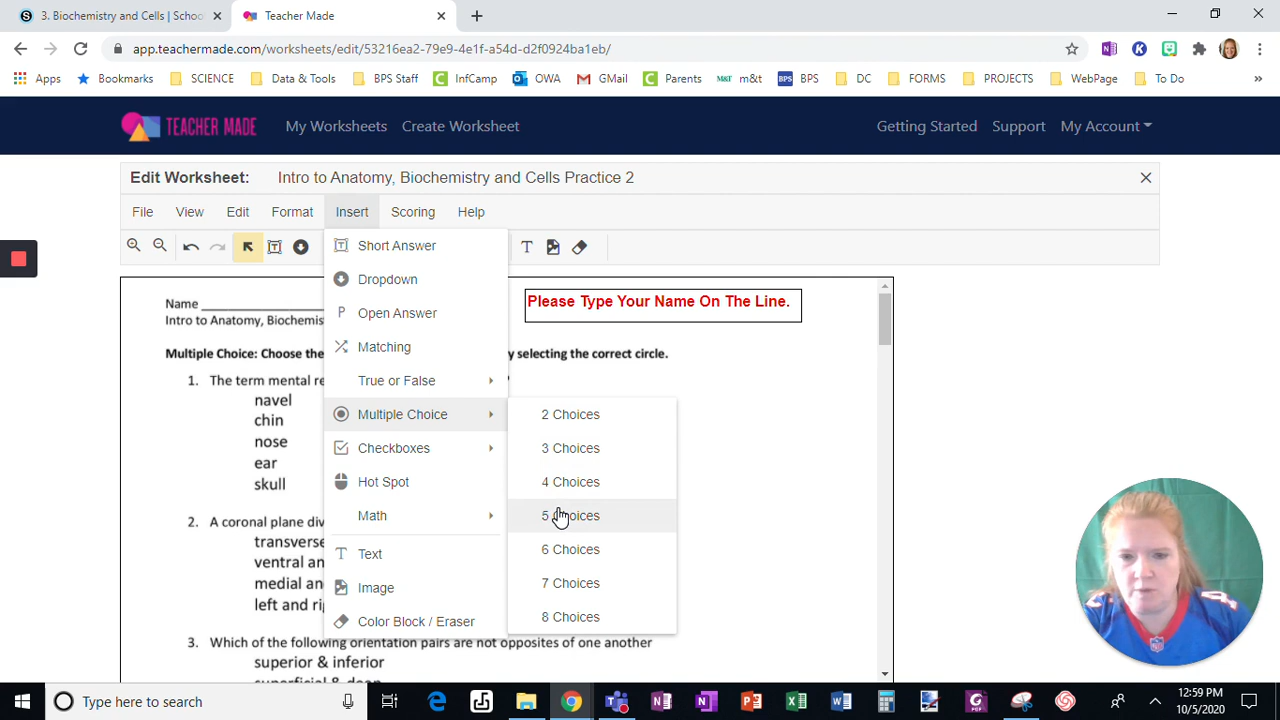 3. Biochemistry and Cells | Schoo
Teacher Made
app.teachermade.com/worksheets/edit/53216ea2-79e9-4e1f-a54d-d2f0924ba1eb/
Apps Bookmarks SCIENCE Data & Tools BPS Staff InfCamp OWA GMail Parents m&t BPS DC FORMS PROJECTS WebPage To Do »
TEACHER MADE My Worksheets Create Worksheet Getting Started Support My Account
Edit Worksheet: Intro to Anatomy, Biochemistry and Cells Practice 2
File View Edit Format Insert Scoring Help
Short Answer
Dropdown
Open Answer
Matching
True or False
Multiple Choice
Checkboxes
Hot Spot
Math
Text
Image
Color Block / Eraser
2 Choices
3 Choices
4 Choices
5 Choices
6 Choices
7 Choices
8 Choices
Name
Please Type Your Name On The Line.
Intro to Anatomy, Biochemis
Multiple Choice: Choose the y selecting the correct circle.
1. The term mental re
navel
chin
nose
ear
skull
2. A coronal plane div
transverse
ventral an
medial an
left and ri
3. Which of the following orientation pairs are not opposites of one another
superior & inferior
Type here to search
12:59 PM
10/5/2020